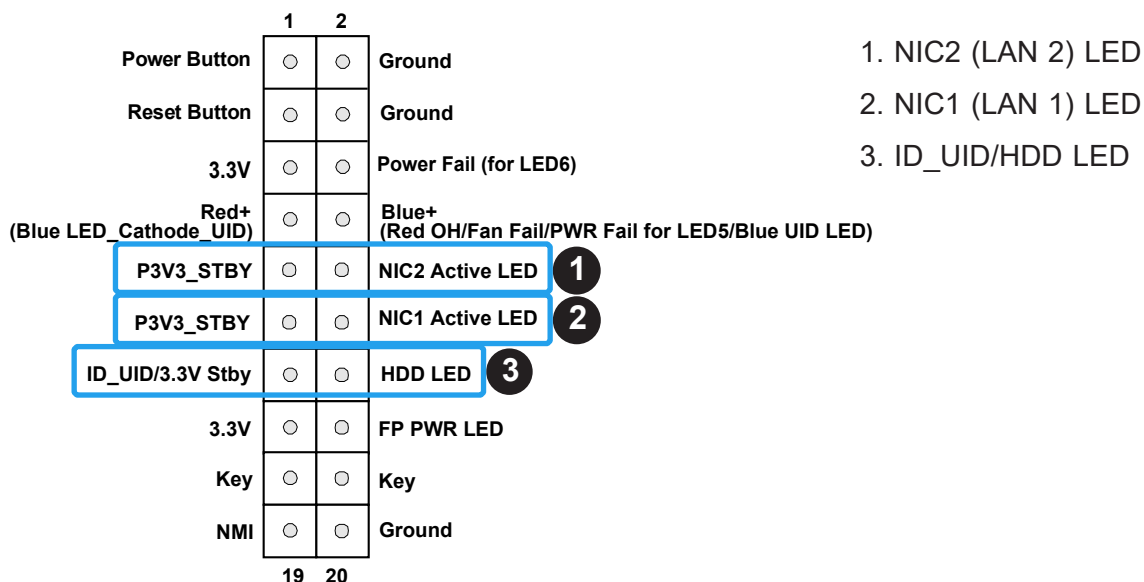 1 2
Power Button Ground
Reset Button Ground
3.3V Power Fail (for LED6)
Red+ Blue+
(Blue LED_Cathode_UID) (Red OH/Fan Fail/PWR Fail for LED5/Blue UID LED)
P3V3_STBY NIC2 Active LED 1
P3V3_STBY NIC1 Active LED 2
ID_UID/3.3V Stby HDD LED 3
3.3V FP PWR LED
Key Key
NMI Ground
19 20
1. NIC2 (LAN 2) LED
2. NIC1 (LAN 1) LED
3. ID_UID/HDD LED